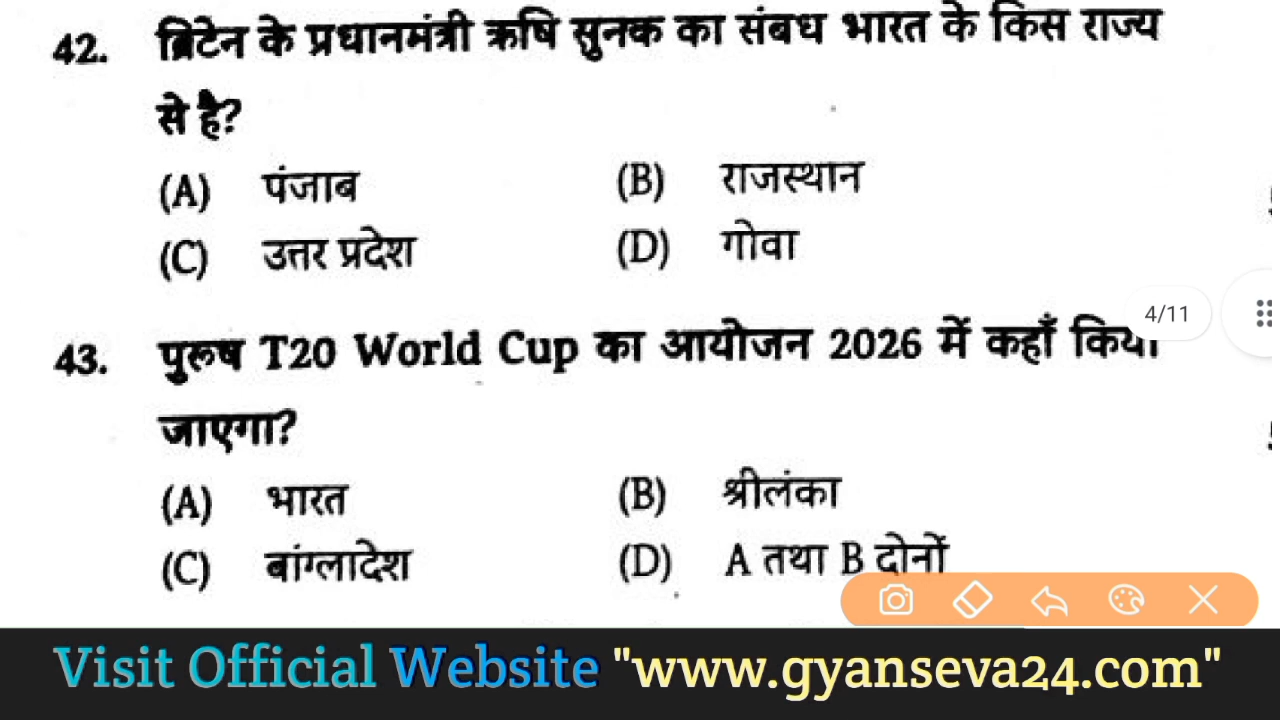 42. ब्रिटेन के प्रधानमंत्री ऋषि सुनक का संबध भारत के किस राज्य
से है?
(A) पंजाब (B) राजस्थान
(C) उत्तर प्रदेश (D) गोवा
4/11
43. पुरूष T20 World Cup का आयोजन 2026 में कहाँ किया
जाएगा?
(A) भारत (B) श्रीलंका
(C) बांग्लादेश (D) A तथा B दोनों
Visit Official Website "www.gyanseva24.com"